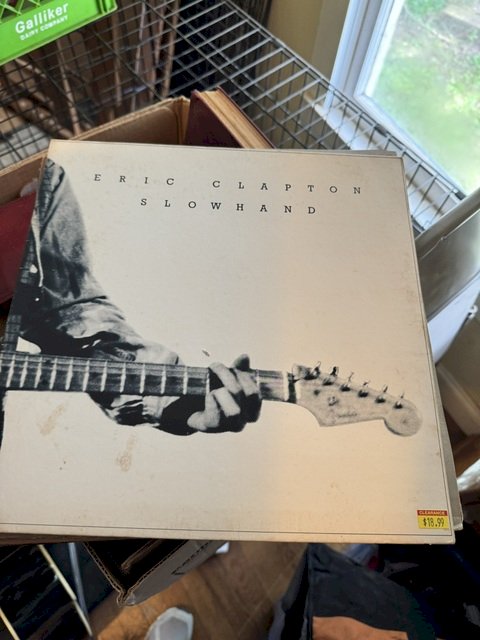 Galliker
DAIRY COMPANY
ERIC CLAPTON
SLOWHAND
CLEARANCE
$18.99